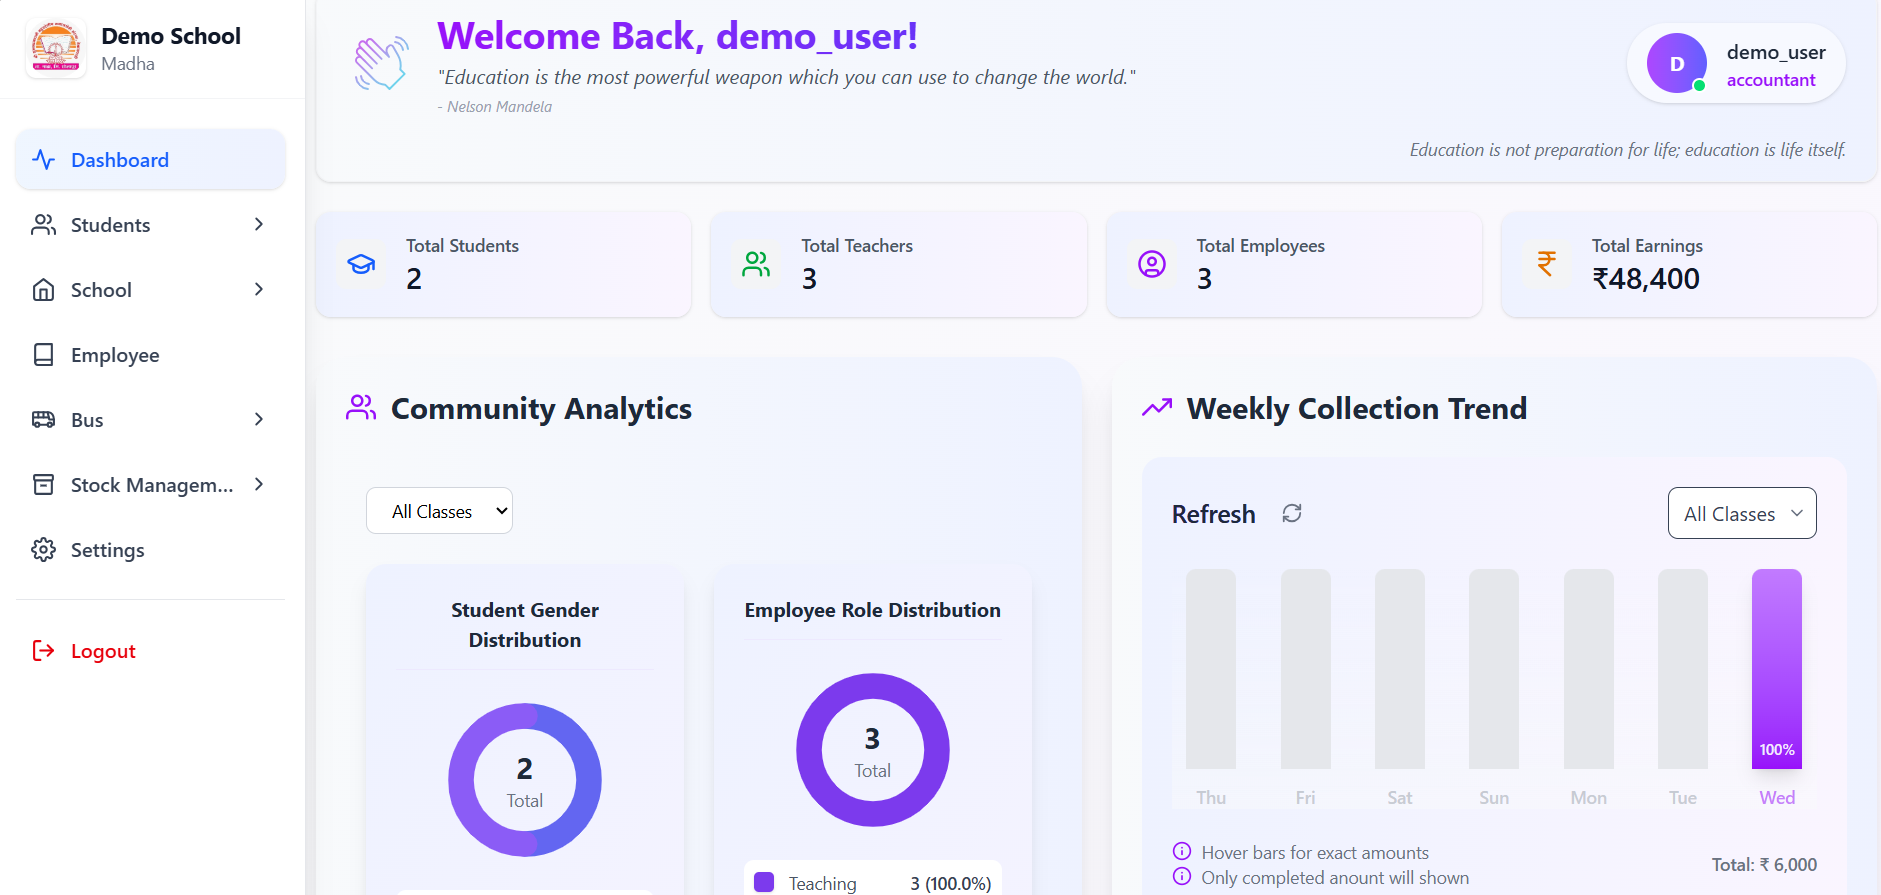 Demo School
Madha
Dashboard
Students
School
Employee
Bus
Stock Managem...
Settings
Logout
Welcome Back, demo_user!
"Education is the most powerful weapon which you can use to change the world."
- Nelson Mandela
D
demo_user
accountant
Education is not preparation for life; education is life itself.
Total Students
2
Total Teachers
3
Total Employees
3
Total Earnings
₹48,400
Community Analytics
All Classes
Student Gender
Distribution
2
Total
Employee Role Distribution
3
Total
Teaching 3 (100.0%)
Weekly Collection Trend
Refresh
All Classes
100%
Thu Fri Sat Sun Mon Tue Wed
Hover bars for exact amounts
Only completed anount will shown
Total: ₹ 6,000